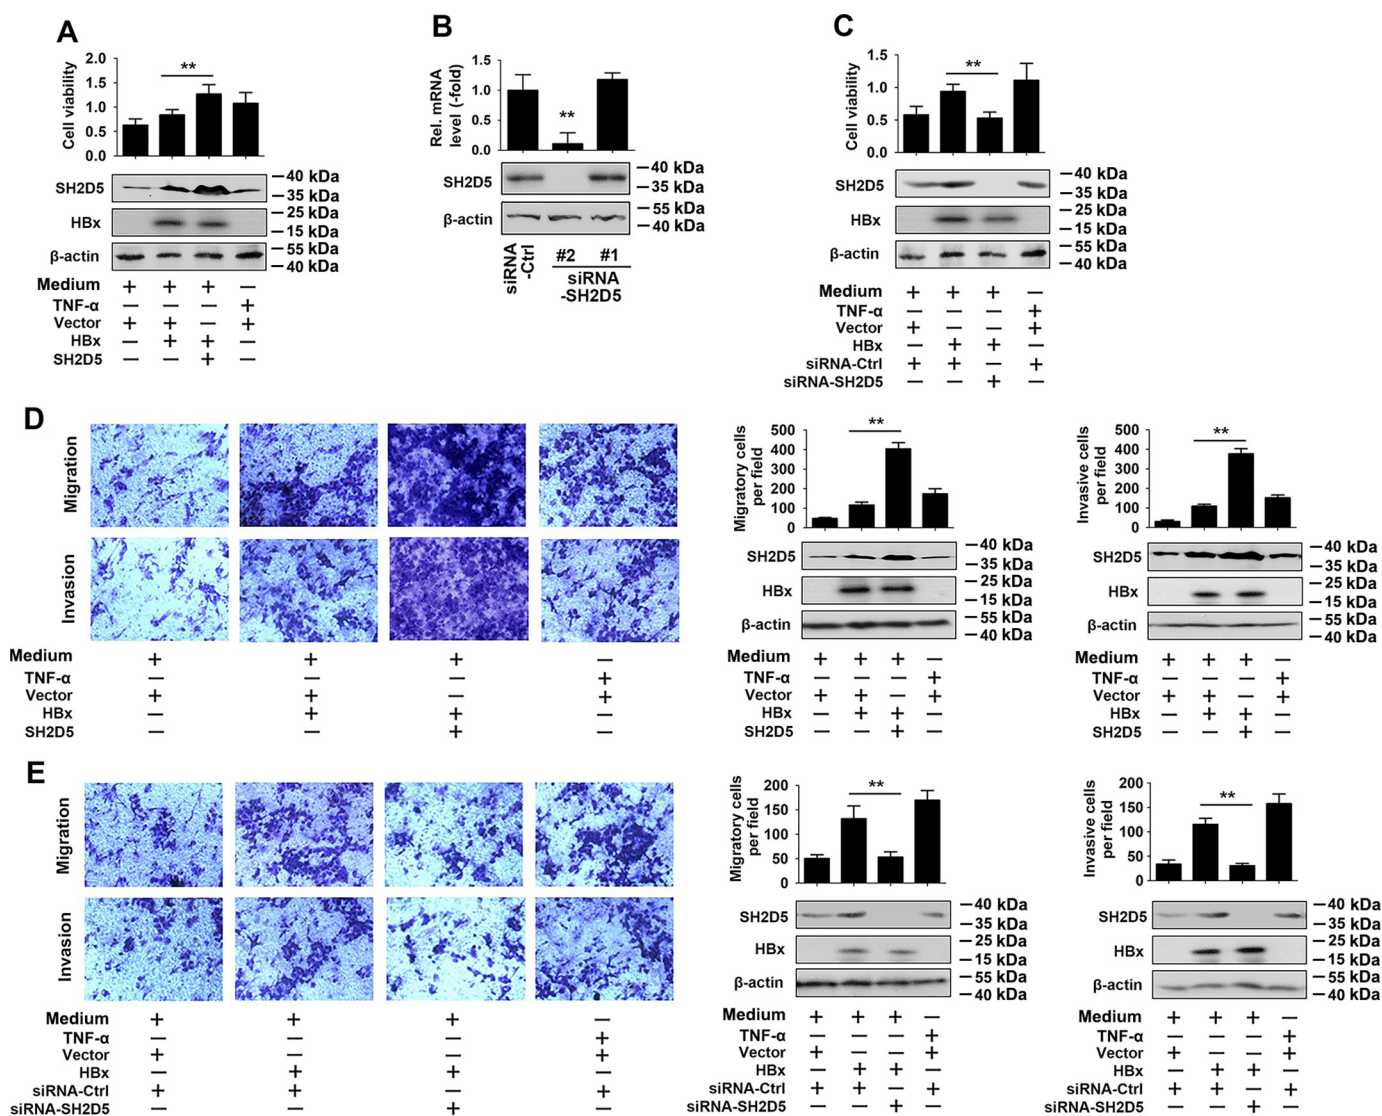 A
Cell viability
2.0
1.5
1.0
0.5
0.0
**
SH2D5
40 kDa
35 kDa
HBx
25 kDa
15 kDa
β-actin
55 kDa
40 kDa
Medium + + + —
TNF-α — — — +
Vector + + — +
HBx — + + —
SH2D5 — — + —
B
Rel. mRNA
level (-fold)
1.5
1.0
0.5
0.0
**
SH2D5
40 kDa
35 kDa
β-actin
55 kDa
40 kDa
siRNA
-Ctrl
#2 #1
siRNA
-SH2D5
C
Cell viability
1.5
1.0
0.5
0.0
**
SH2D5
40 kDa
35 kDa
HBx
25 kDa
15 kDa
β-actin
55 kDa
40 kDa
Medium + + + —
TNF-α — — — +
Vector + — — +
HBx — + + —
siRNA-Ctrl + + — +
siRNA-SH2D5 — — + —
D
Migration
Invasion
Medium + + + —
TNF-α — — — +
Vector + + — +
HBx — + + —
SH2D5 — — + —
Migratory cells
per field
500
400
300
200
100
0
**
SH2D5
40 kDa
35 kDa
HBx
25 kDa
15 kDa
β-actin
55 kDa
40 kDa
Medium + + + —
TNF-α — — — +
Vector + + — +
HBx — + + —
SH2D5 — — + —
Invasive cells
per field
500
400
300
200
100
0
**
SH2D5
40 kDa
35 kDa
HBx
25 kDa
15 kDa
β-actin
55 kDa
40 kDa
Medium + + + —
TNF-α — — — +
Vector + + — +
HBx — + + —
SH2D5 — — + —
E
Migration
Invasion
Medium + + + —
TNF-α — — — +
Vector + — — +
HBx — + + —
siRNA-Ctrl + + — +
siRNA-SH2D5 — — + —
Migratory cells
per field
200
150
100
50
0
**
SH2D5
40 kDa
35 kDa
HBx
25 kDa
15 kDa
β-actin
55 kDa
40 kDa
Medium + + + —
TNF-α — — — +
Vector + — — +
HBx — + + —
siRNA-Ctrl + + — +
siRNA-SH2D5 — — + —
Invasive cells
per field
200
150
100
50
0
**
SH2D5
40 kDa
35 kDa
HBx
25 kDa
15 kDa
β-actin
55 kDa
40 kDa
Medium + + + —
TNF-α — — — +
Vector + — — +
HBx — + + —
siRNA-Ctrl + + — +
siRNA-SH2D5 — — + —